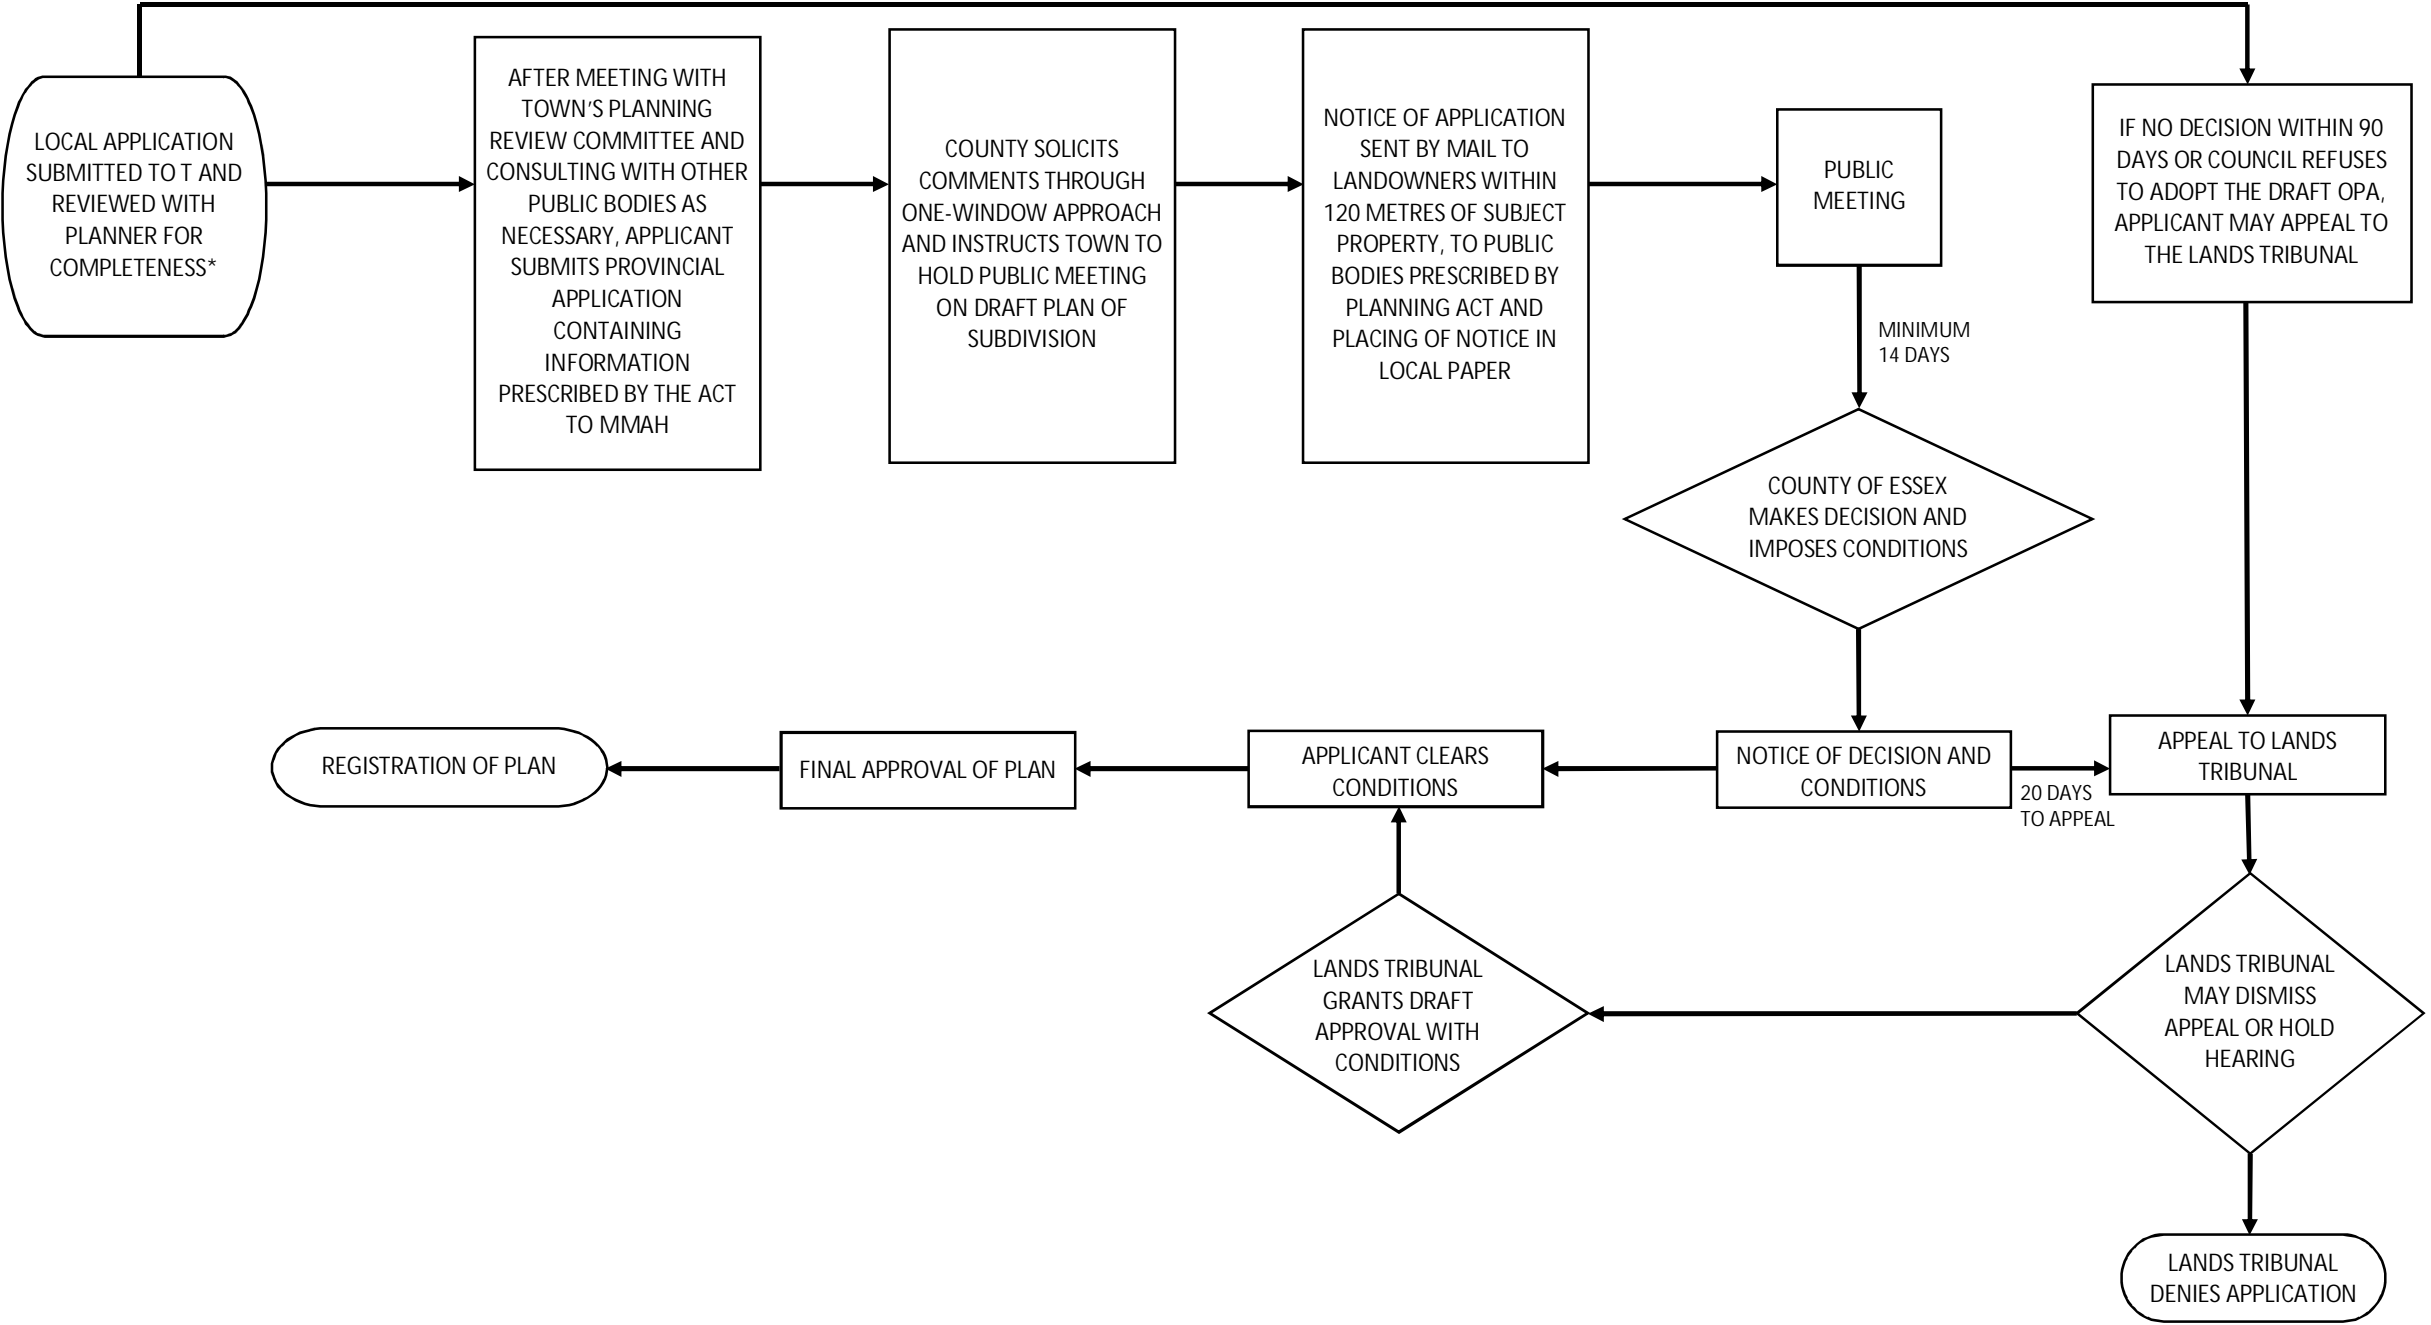 LOCAL APPLICATION
SUBMITTED TO T AND
REVIEWED WITH
PLANNER FOR
COMPLETENESS*
AFTER MEETING WITH
TOWN’S PLANNING
REVIEW COMMITTEE AND
CONSULTING WITH OTHER
PUBLIC BODIES AS
NECESSARY, APPLICANT
SUBMITS PROVINCIAL
APPLICATION
CONTAINING
INFORMATION
PRESCRIBED BY THE ACT
TO MMAH
COUNTY SOLICITS
COMMENTS THROUGH
ONE-WINDOW APPROACH
AND INSTRUCTS TOWN TO
HOLD PUBLIC MEETING
ON DRAFT PLAN OF
SUBDIVISION
NOTICE OF APPLICATION
SENT BY MAIL TO
LANDOWNERS WITHIN
120 METRES OF SUBJECT
PROPERTY, TO PUBLIC
BODIES PRESCRIBED BY
PLANNING ACT AND
PLACING OF NOTICE IN
LOCAL PAPER
PUBLIC
MEETING
IF NO DECISION WITHIN 90
DAYS OR COUNCIL REFUSES
TO ADOPT THE DRAFT OPA,
APPLICANT MAY APPEAL TO
THE LANDS TRIBUNAL
MINIMUM
14 DAYS
COUNTY OF ESSEX
MAKES DECISION AND
IMPOSES CONDITIONS
REGISTRATION OF PLAN
FINAL APPROVAL OF PLAN
APPLICANT CLEARS
CONDITIONS
NOTICE OF DECISION AND
CONDITIONS
20 DAYS
TO APPEAL
APPEAL TO LANDS
TRIBUNAL
LANDS TRIBUNAL
GRANTS DRAFT
APPROVAL WITH
CONDITIONS
LANDS TRIBUNAL
MAY DISMISS
APPEAL OR HOLD
HEARING
LANDS TRIBUNAL
DENIES APPLICATION